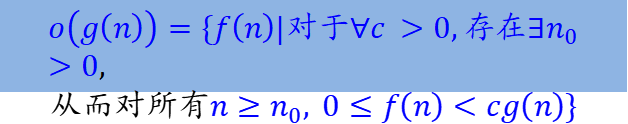 o(g(n)) = {f(n)|对于∀c > 0, 存在∃n₀
> 0,
从而对所有n ≥ n₀, 0 ≤ f(n) < cg(n)}